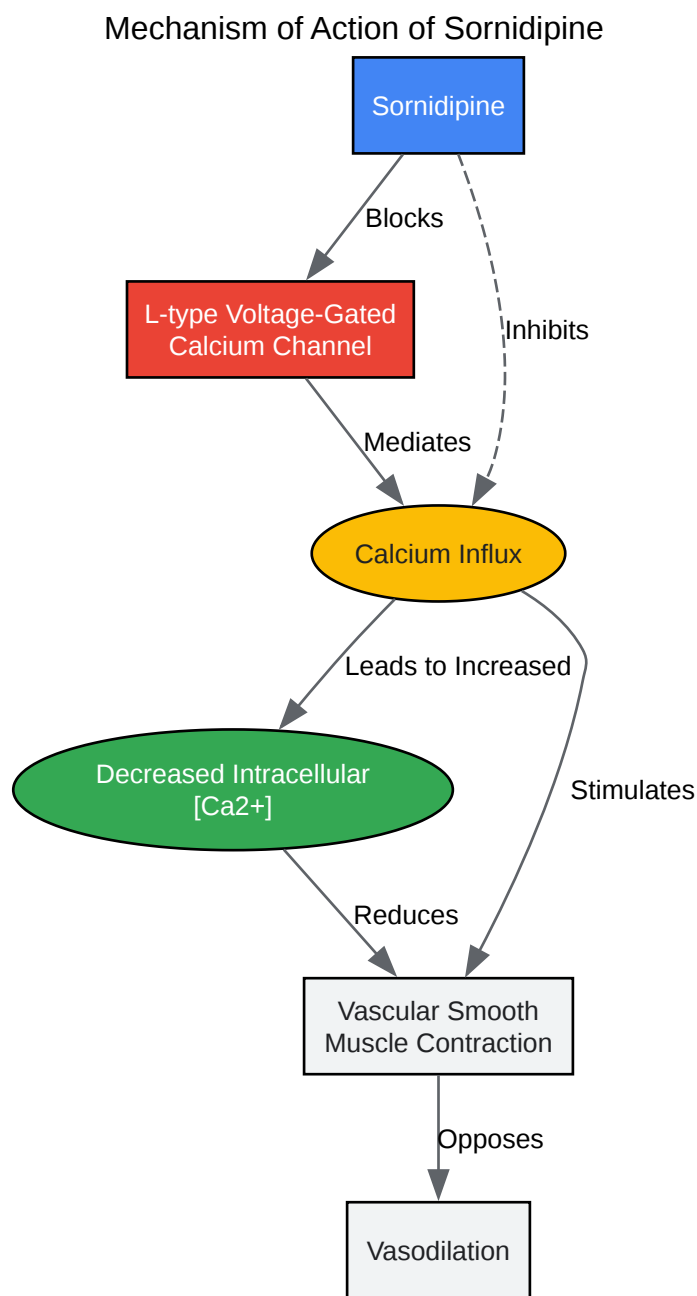 Mechanism of Action of Sornidipine
Sornidipine
Blocks
L-type Voltage-Gated
Calcium Channel
Inhibits
Mediates
Calcium Influx
Leads to Increased
Decreased Intracellular
[Ca2+]
Stimulates
Reduces
Vascular Smooth
Muscle Contraction
Opposes
Vasodilation